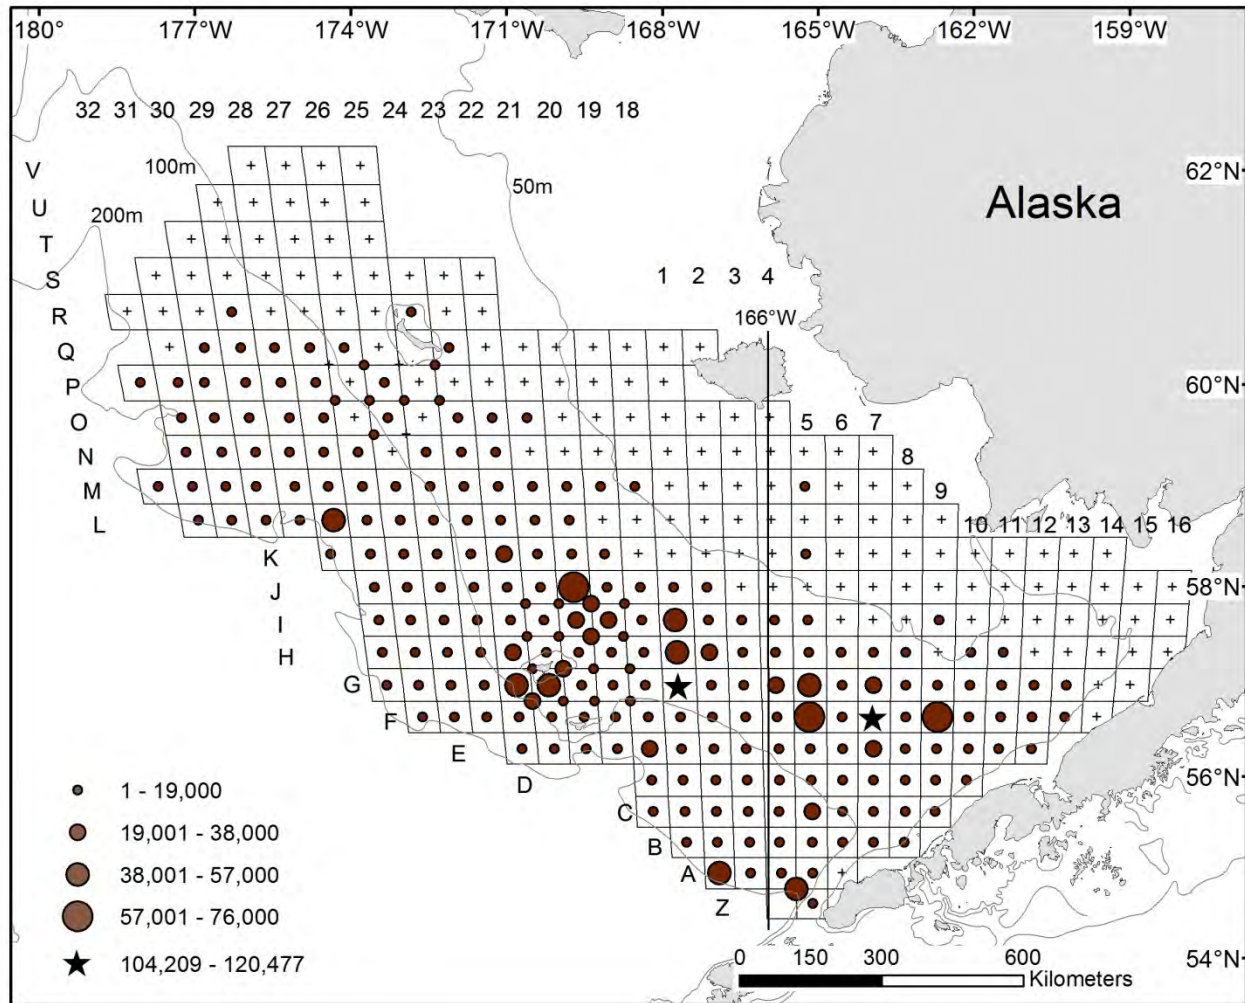 180° 177°W 174°W 171°W 168°W 165°W 162°W 159°W
32 31 30 29 28 27 26 25 24 23 22 21 20 19 18
V
100m
62°N
50m
Alaska
U
200m
T
S
1 2 3 4
R
166°W
Q
P
60°N
O
5 6 7
N
8
M
9
L
10 11 12 13 14 15 16
K
J
58°N
I
H
G
F
E
D
56°N
1 - 19,000
C
19,001 - 38,000
B
38,001 - 57,000
A
Z
57,001 - 76,000
104,209 - 120,477
0 150 300 600
Kilometers
54°N